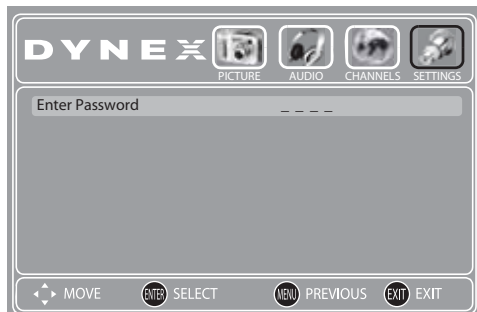 DYNEX
PICTURE AUDIO CHANNELS SETTINGS
Enter Password _ _ _ _
MOVE ENTER SELECT MENU PREVIOUS EXIT EXIT